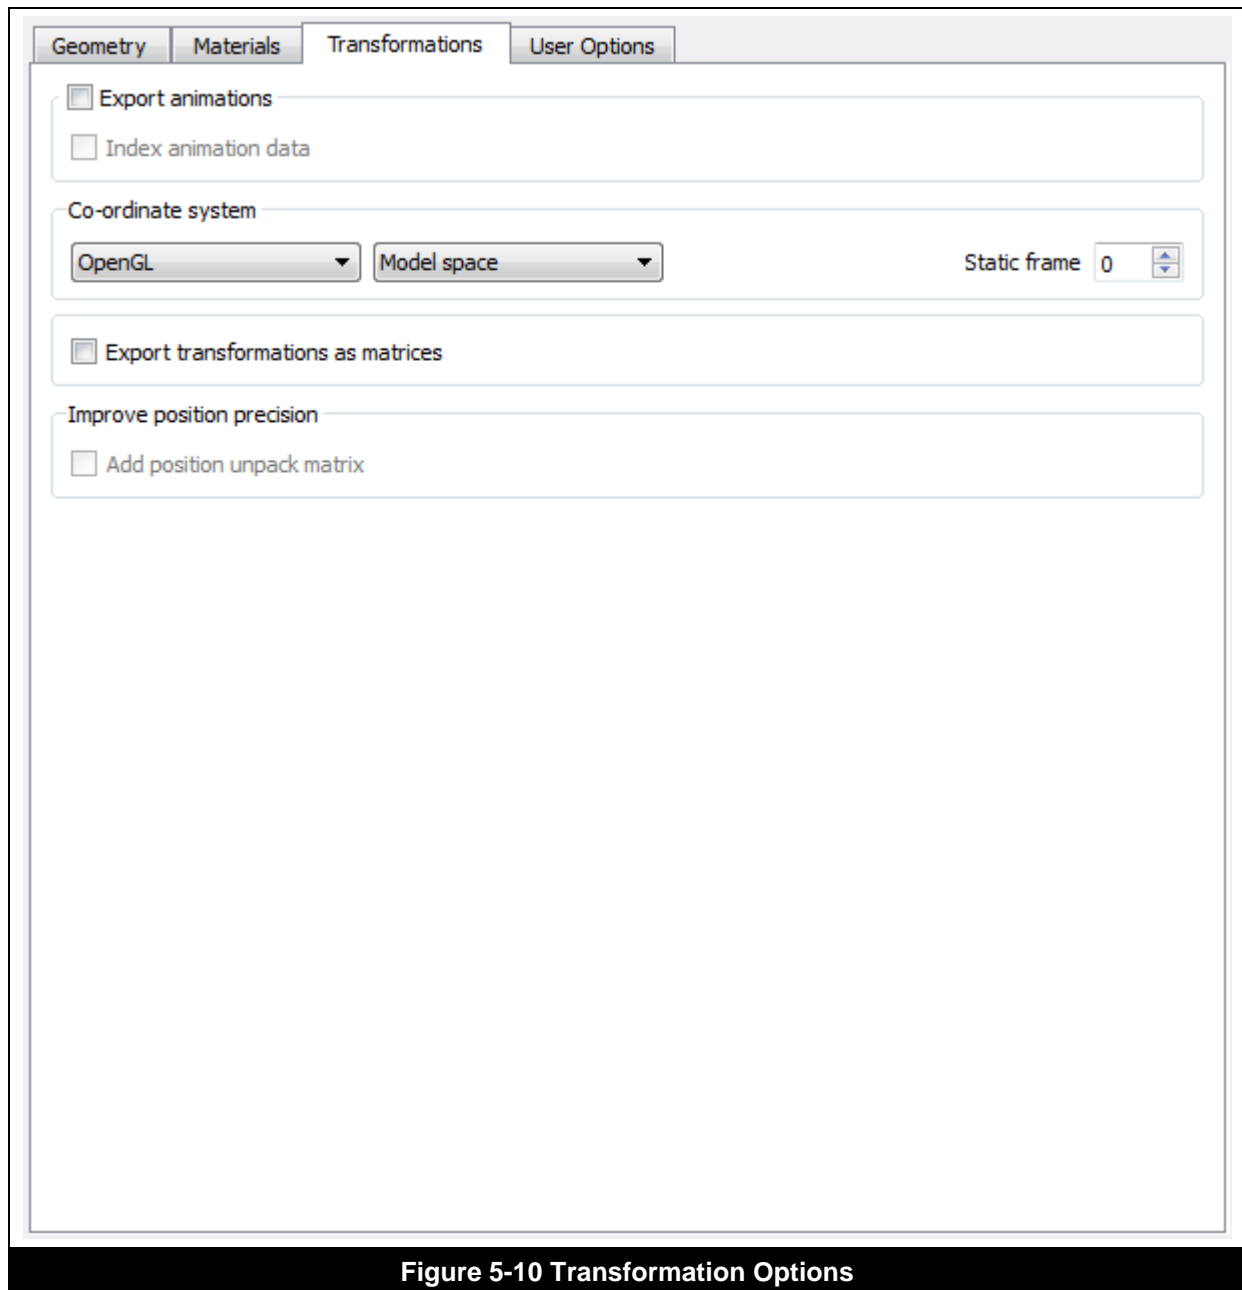 Geometry Materials Transformations User Options
Export animations
Index animation data
Co-ordinate system
OpenGL Model space Static frame 0
Export transformations as matrices
Improve position precision
Add position unpack matrix
Figure 5-10 Transformation Options